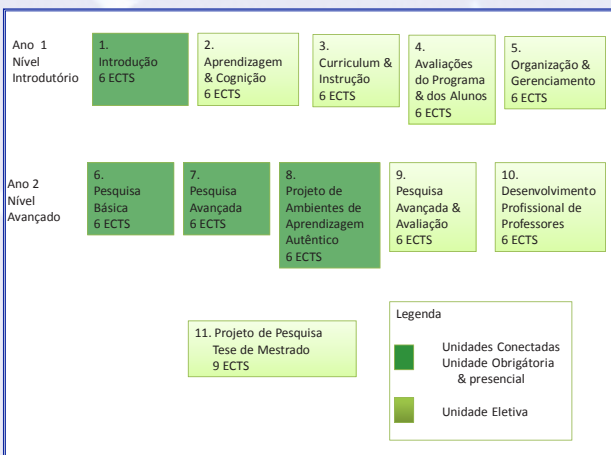 Ano 1
Nível
Introdutório
1.
Introdução
6 ECTS
2.
Aprendizagem
& Cognição
6 ECTS
3.
Curriculum &
Instrução
6 ECTS
4.
Avaliações
do Programa
& dos Alunos
6 ECTS
5.
Organização &
Gerenciamento
6 ECTS
Ano 2
Nível
Avançado
6.
Pesquisa
Básica
6 ECTS
7.
Pesquisa
Avançada
6 ECTS
8.
Projeto de
Ambientes de
Aprendizagem
Autêntico
6 ECTS
9.
Pesquisa
Avançada &
Avaliação
6 ECTS
10.
Desenvolvimento
Profissional de
Professores
6 ECTS
11. Projeto de Pesquisa
Tese de Mestrado
9 ECTS
Legenda
Unidades Conectadas
Unidade Obrigátória
& presencial
Unidade Eletiva